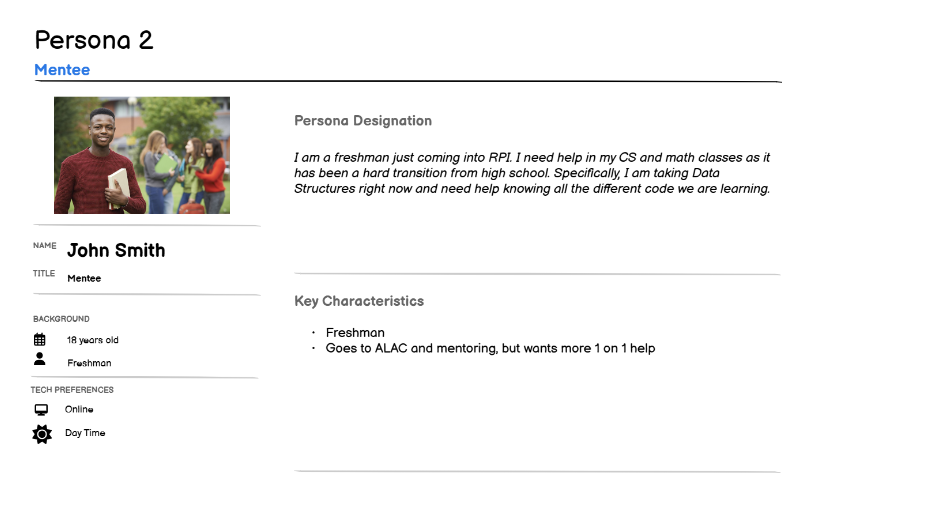 Persona 2
Mentee
NAME John Smith
TITLE Mentee
BACKGROUND
18 years old
Freshman
TECH PREFERENCES
Online
Day Time
Persona Designation
I am a freshman just coming into RPI. I need help in my CS and math classes as it
has been a hard transition from high school. Specifically, I am taking Data
Structures right now and need help knowing all the different code we are learning.
Key Characteristics
· Freshman
· Goes to ALAC and mentoring, but wants more 1 on 1 help